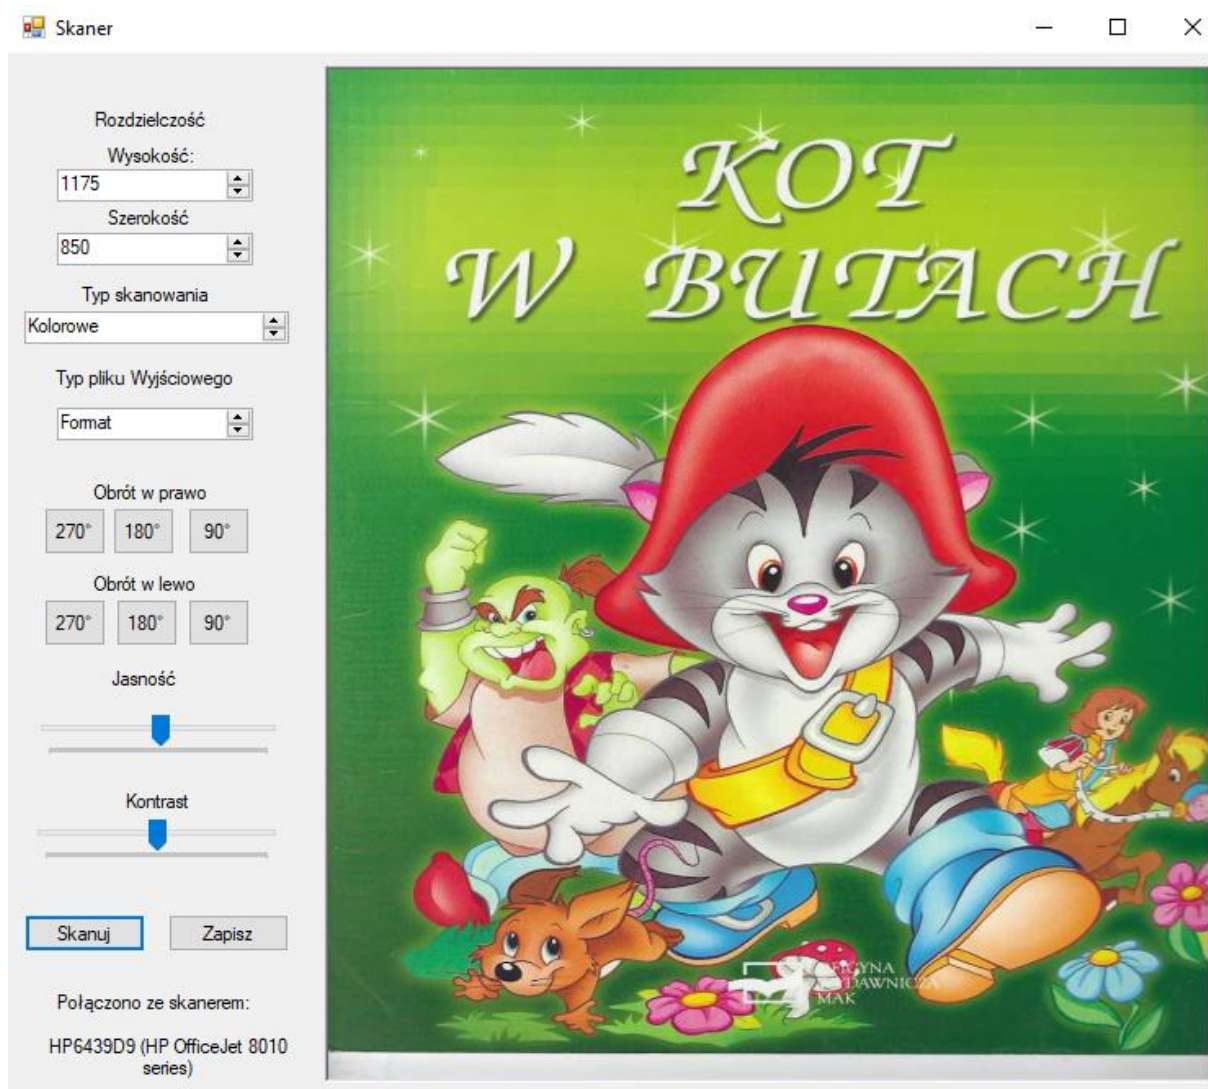 Skaner
Rozdzielczość
Wysokość:
1175
Szerokość
850
Typ skanowania
Kolorowe
Typ pliku Wyjściowego
Format
Obrót w prawo
270° 180° 90°
Obrót w lewo
270° 180° 90°
Jasność
Kontrast
Skanuj Zapisz
Połączono ze skanerem:
HP6439D9 (HP OfficeJet 8010
series)
KOT
W BUTACH
OFICYNA
WYDAWNICZA
MAK